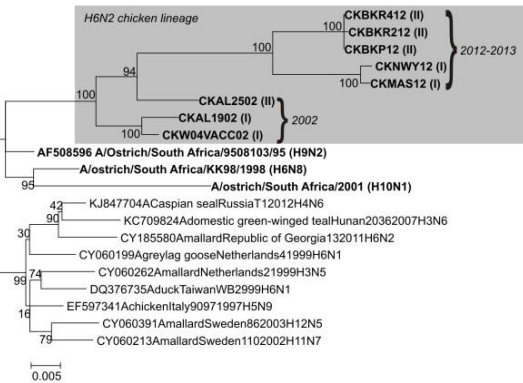 H6N2 chicken lineage
CKBKR412 (II)
100
CKBKR212 (II)
100
CKBKP12 (II)
2012-2013
CKNWY12 (I)
94
100
CKMAS12 (I)
100
CKAL2502 (II)
CKAL1902 (I)
2002
100
CKW04VACC02 (I)
AF508596 A/Ostrich/South Africa/9508103/95 (H9N2)
A/Ostrich/South Africa/KK98/1998 (H6N8)
95
A/ostrich/South Africa/2001 (H10N1)
42
KJ847704ACaspian sealRussiaT12012H4N6
90
KC709824Adomestic green-winged tealHunan20362007H3N6
30
CY185580AmallardRepublic of Georgia132011H6N2
CY060199Agreylag gooseNetherlands41999H6N1
74
CY060262AmallardNetherlands21999H3N5
99
DQ376735AduckTaiwanWB2999H6N1
EF597341AchickenItaly90971997H5N9
16
CY060391AmallardSweden862003H12N5
79
CY060213AmallardSweden1102002H11N7
0.005